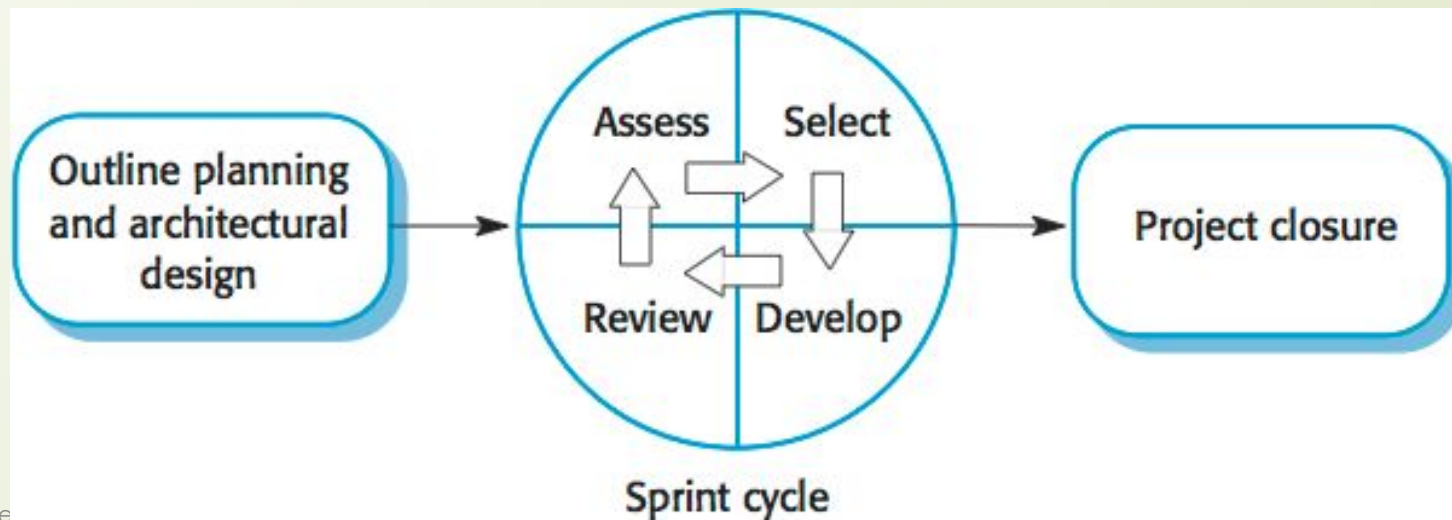 Outline planning
and architectural
design
Assess
Select
Review
Develop
Project closure
Sprint cycle